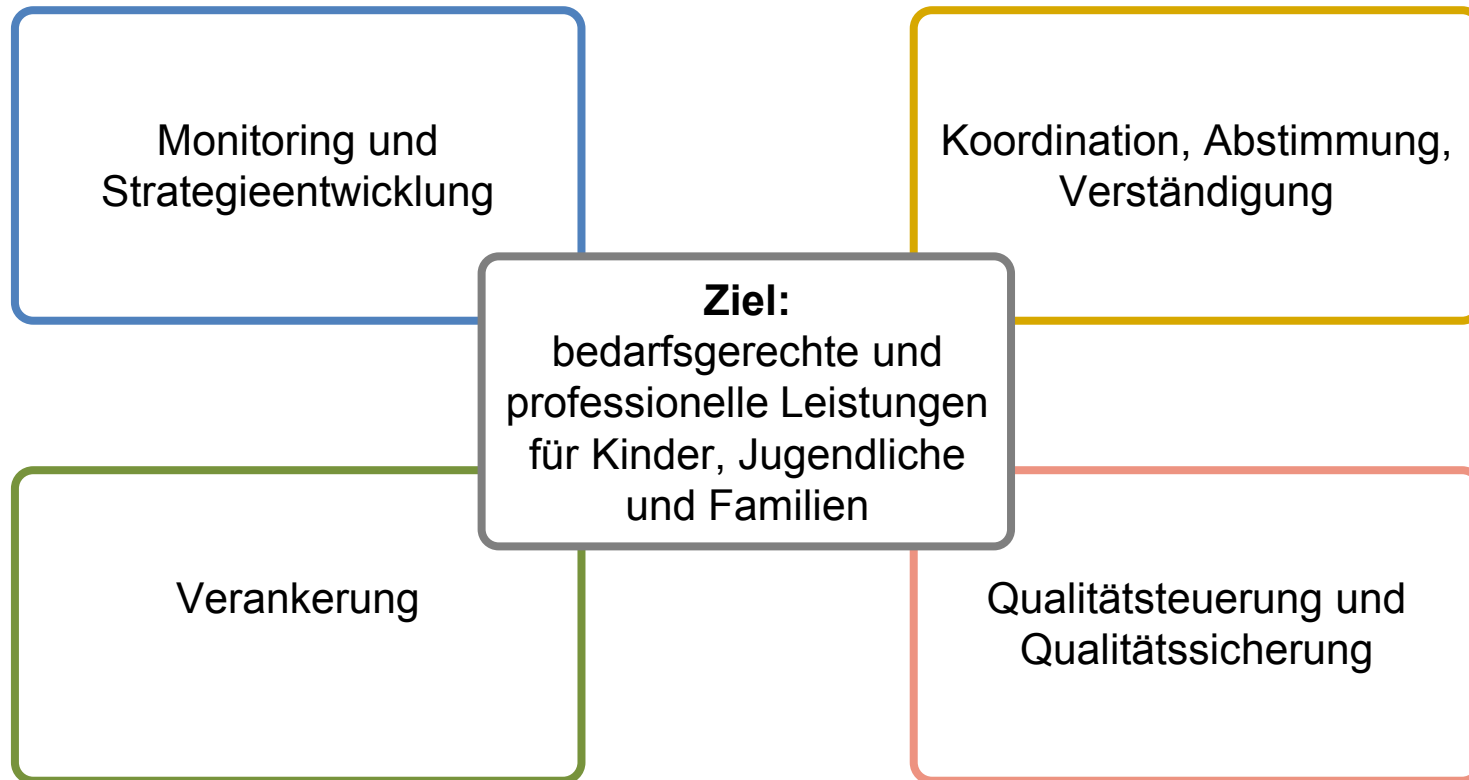 Monitoring und
Strategieentwicklung
Koordination, Abstimmung,
Verständigung
Ziel:
bedarfsgerechte und
professionelle Leistungen
für Kinder, Jugendliche
und Familien
Verankerung
Qualitätsteuerung und
Qualitätssicherung